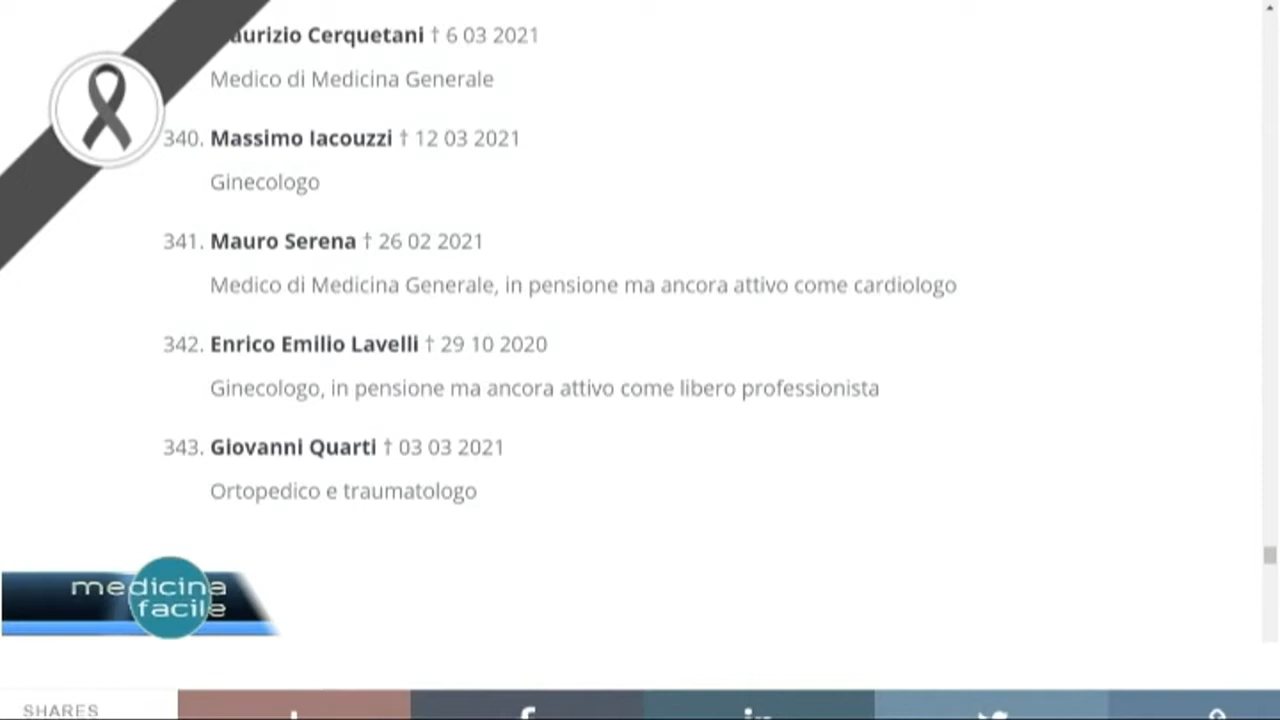 aurizio Cerquetani † 6 03 2021
Medico di Medicina Generale
340. Massimo Iacouzzi † 12 03 2021
Ginecologo
341. Mauro Serena † 26 02 2021
Medico di Medicina Generale, in pensione ma ancora attivo come cardiologo
342. Enrico Emilio Lavelli † 29 10 2020
Ginecologo, in pensione ma ancora attivo come libero professionista
343. Giovanni Quarti † 03 03 2021
Ortopedico e traumatologo
medicina
facile
SHARES